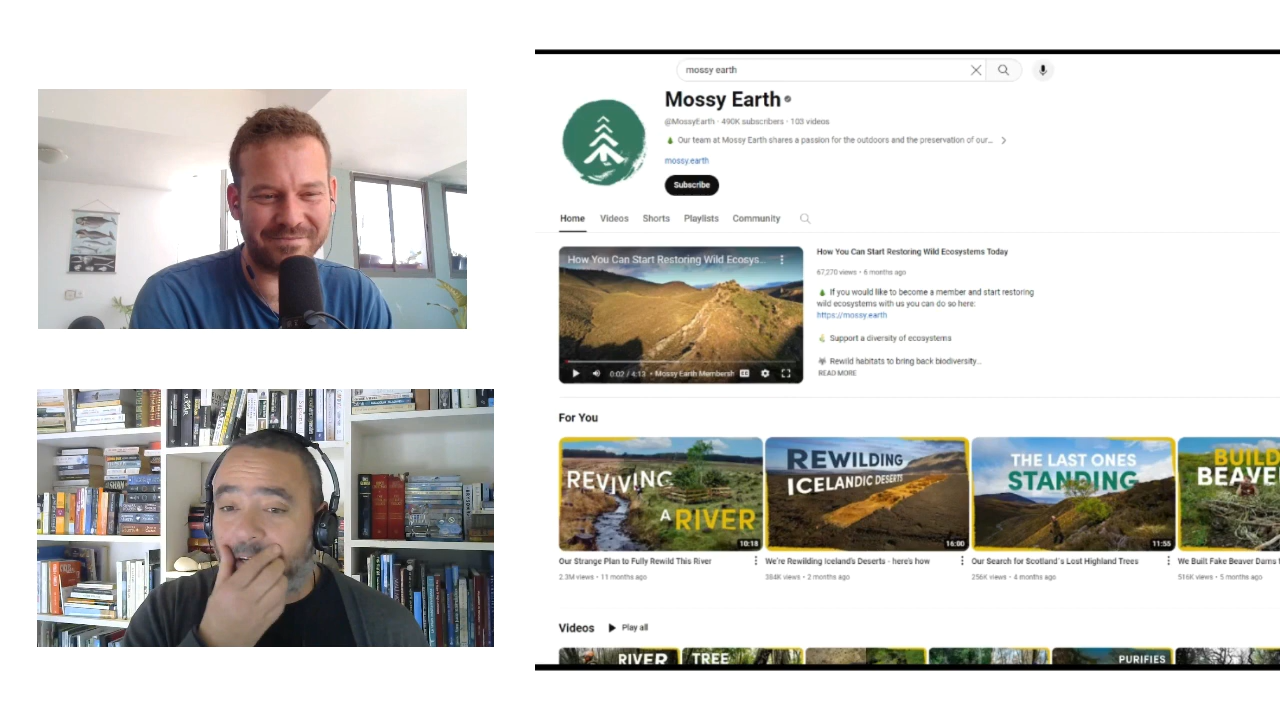 mossy earth
Mossy Earth
@MossyEarth · 490K subscribers · 103 videos
Our team at Mossy Earth shares a passion for the outdoors and the preservation of our...
mossy.earth
Subscribe
Home Videos Shorts Playlists Community
How You Can Start Restoring Wild Ecosys...
0:02 / 4:13 • Mossy Earth Membersh
How You Can Start Restoring Wild Ecosystems Today
67,270 views • 6 months ago
If you would like to become a member and start restoring
wild ecosystems with us you can do so here:
https://mossy.earth
Support a diversity of ecosystems
Rewild habitats to bring back biodiversity...
READ MORE
For You
REVIVING
A RIVER
10:18
REWILDING
ICELANDIC DESERTS
16:00
THE LAST ONES
STANDING
11:55
BUILD
BEAVE
Our Strange Plan to Fully Rewild This River
2.3M views • 11 months ago
We're Rewilding Iceland's Deserts - here's how
384K views • 2 months ago
Our Search for Scotland's Lost Highland Trees
256K views • 4 months ago
We Built Fake Beaver Dams
516K views • 5 months ago
Videos Play all
RIVER
TREE
PURIFIES